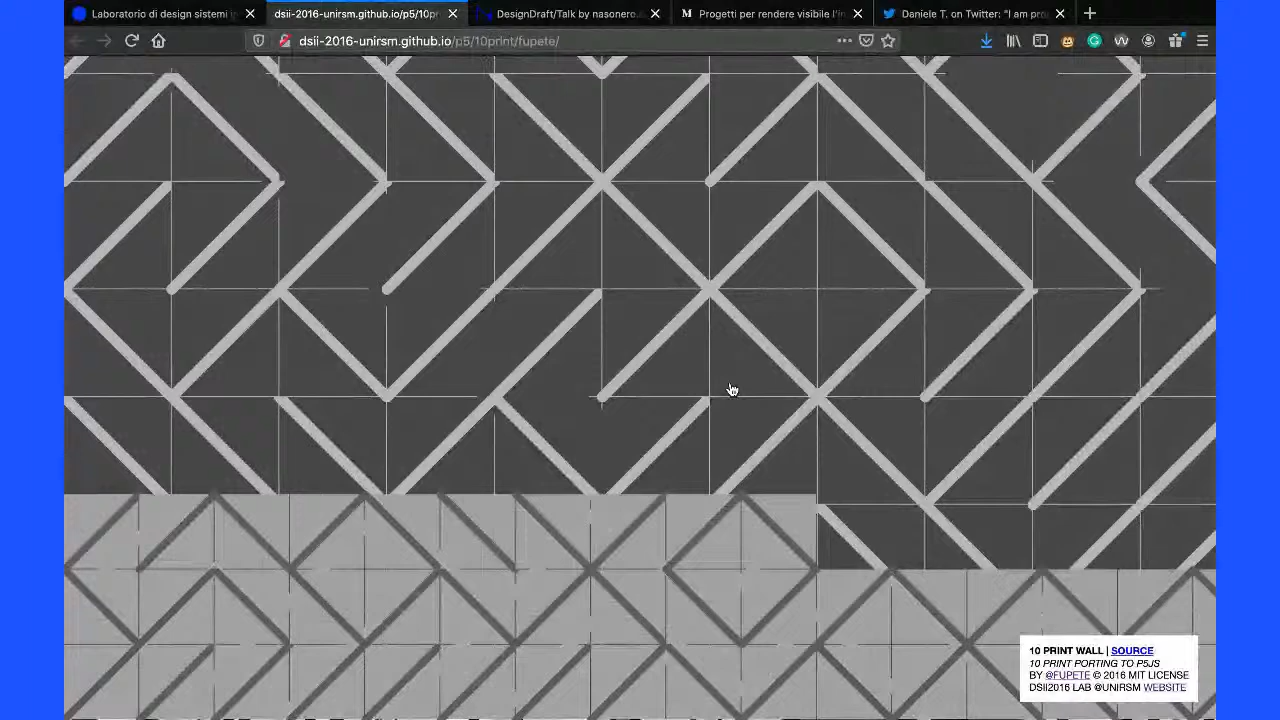 Laboratorio di design sistemi i
dsii-2016-unirsm.github.io/p5/10pr
DesignDraft/Talk by nasonero.
Progetti per rendere visibile l'in
Daniele T. on Twitter: "I am pro
dsii-2016-unirsm.github.io/p5/10print/fupete/
10 PRINT WALL | SOURCE
10 PRINT PORTING TO P5JS
BY @FUPETE © 2016 MIT LICENSE
DSII2016 LAB @UNIRSM WEBSITE